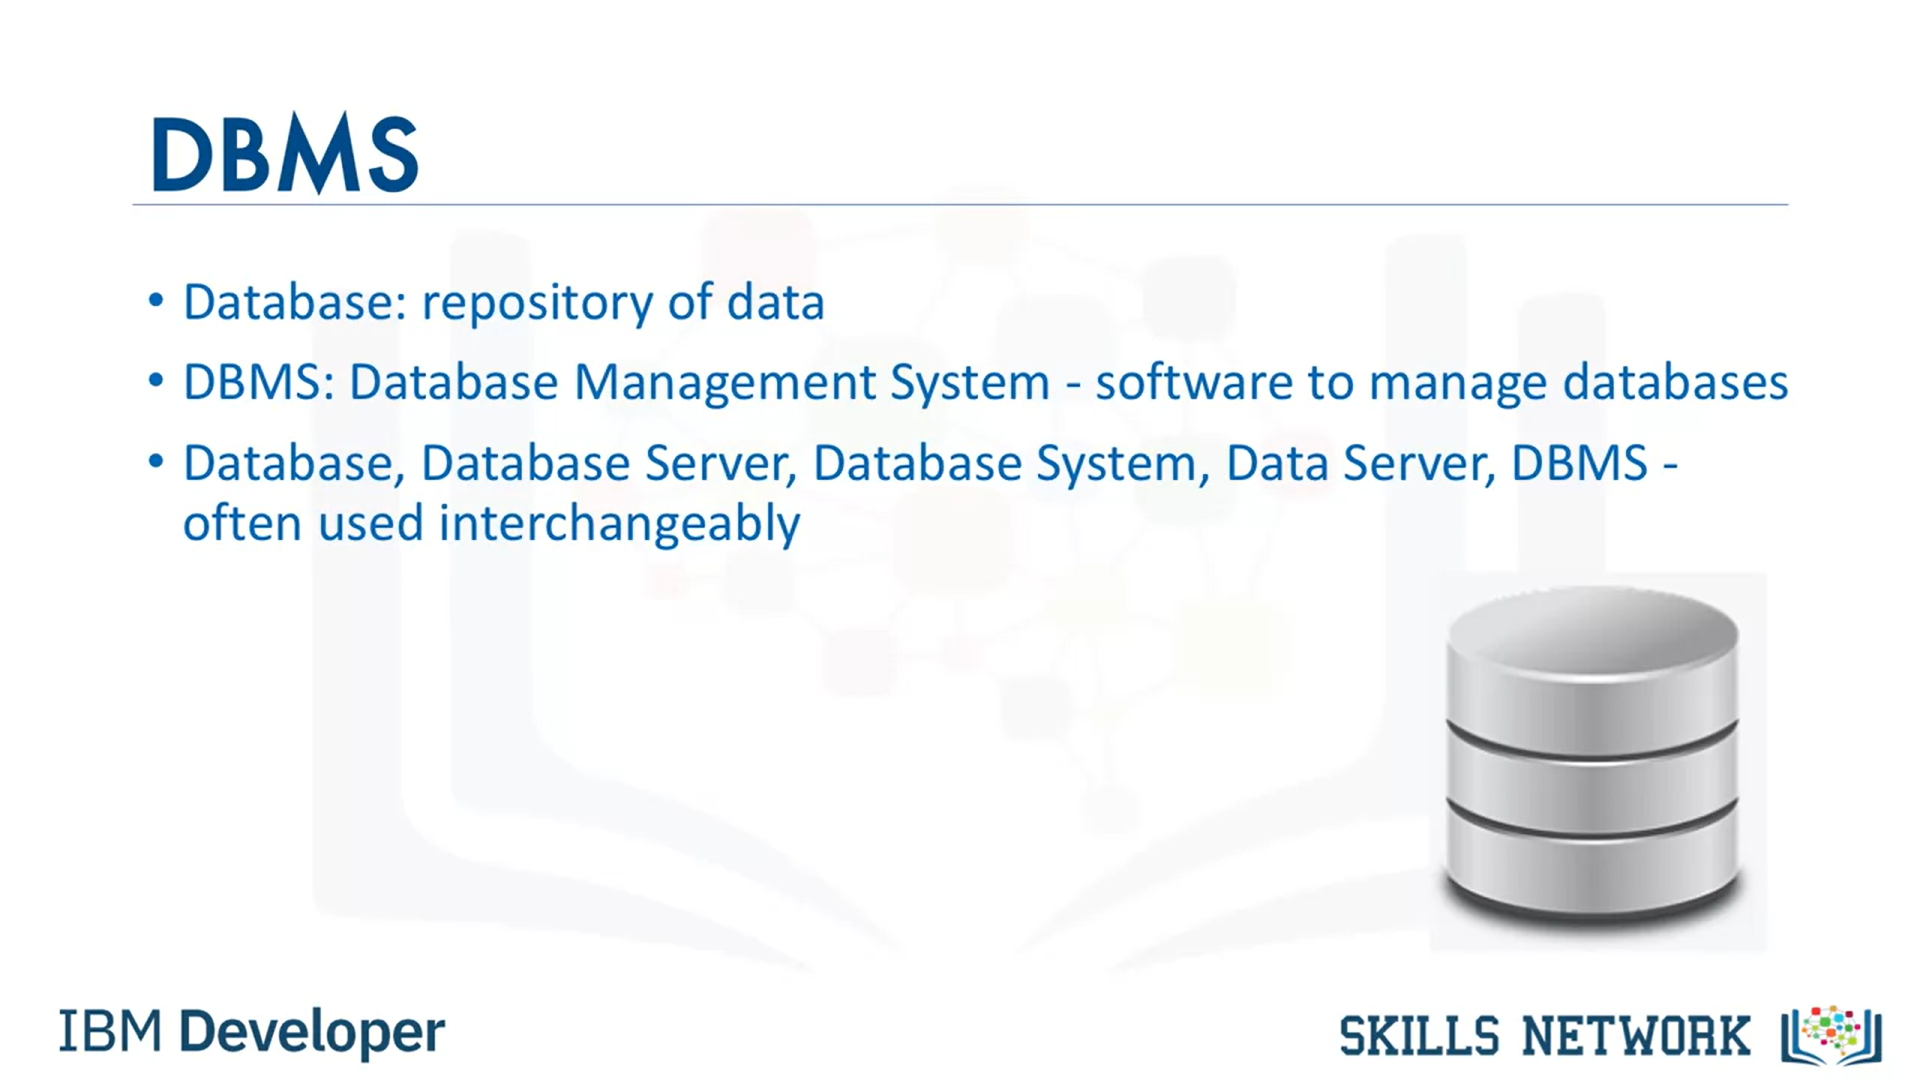 DBMS
• Database: repository of data
• DBMS: Database Management System - software to manage databases
• Database, Database Server, Database System, Data Server, DBMS -
often used interchangeably
IBM Developer
SKILLS NETWORK